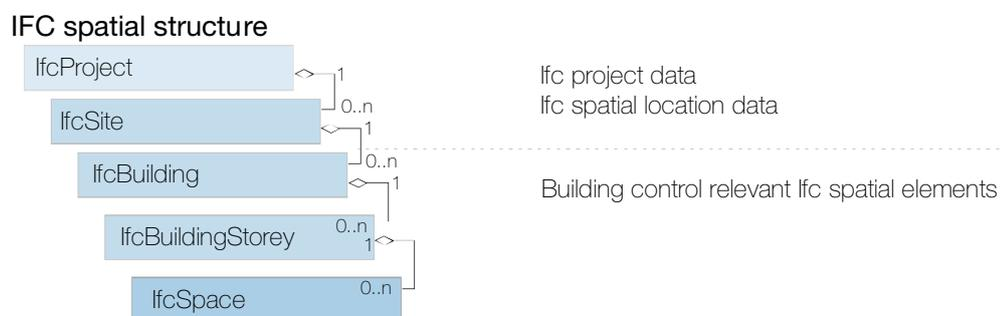 IFC spatial structure
IfcProject
1
0..n
IfcSite
1
0..n
IfcBuilding
1
0..n
IfcBuildingStorey
1
0..n
IfcSpace
Ifc project data
Ifc spatial location data
Building control relevant Ifc spatial elements